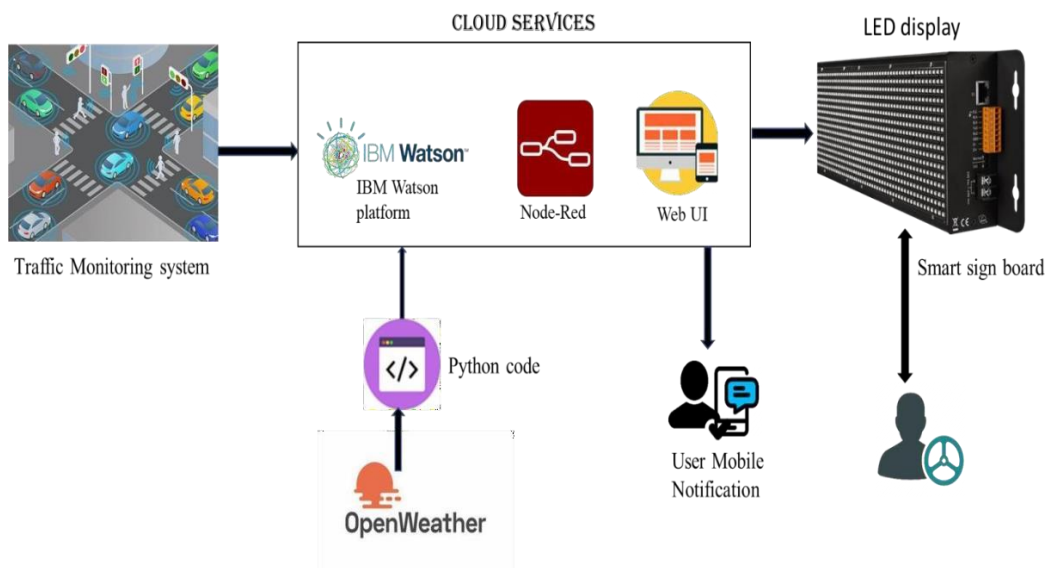 CLOUD SERVICES
LED display
IBM Watson™
IBM Watson
platform
Node-Red
Web UI
Traffic Monitoring system
Smart sign board
Python code
</>
User Mobile
Notification
OpenWeather